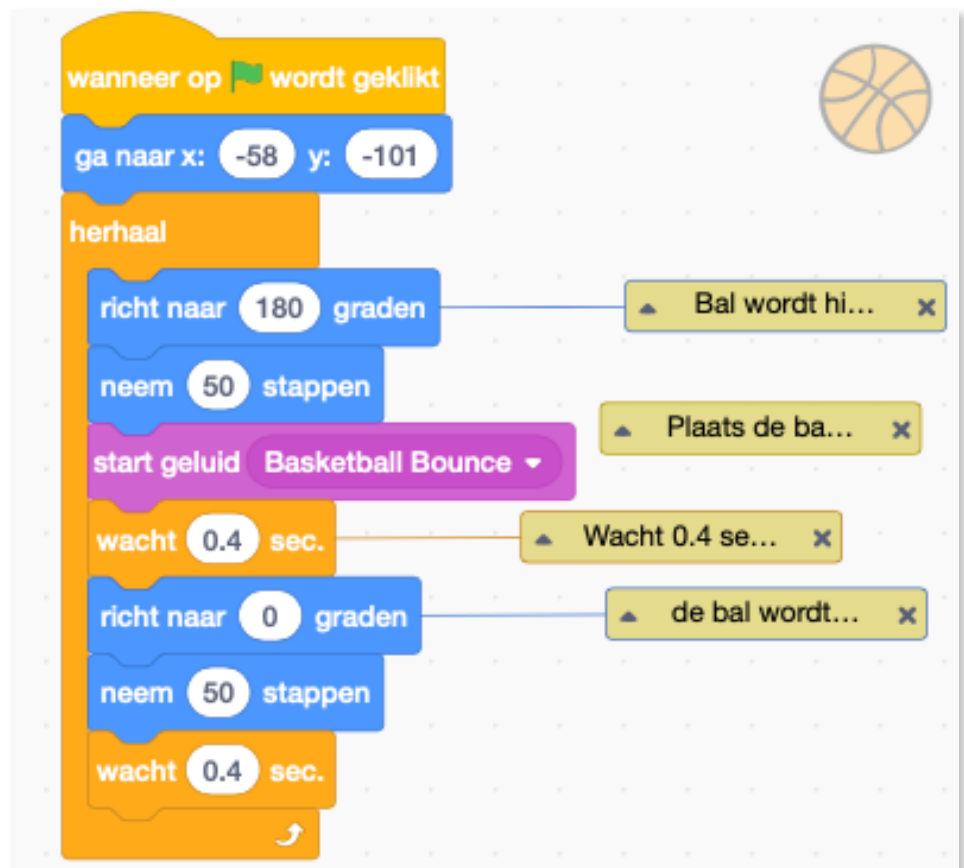 wanneer op wordt geklikt
ga naar x: -58 y: -101
herhaal
richt naar 180 graden
Bal wordt hi...
neem 50 stappen
Plaats de ba...
start geluid Basketball Bounce
wacht 0.4 sec.
Wacht 0.4 se...
richt naar 0 graden
de bal wordt...
neem 50 stappen
wacht 0.4 sec.